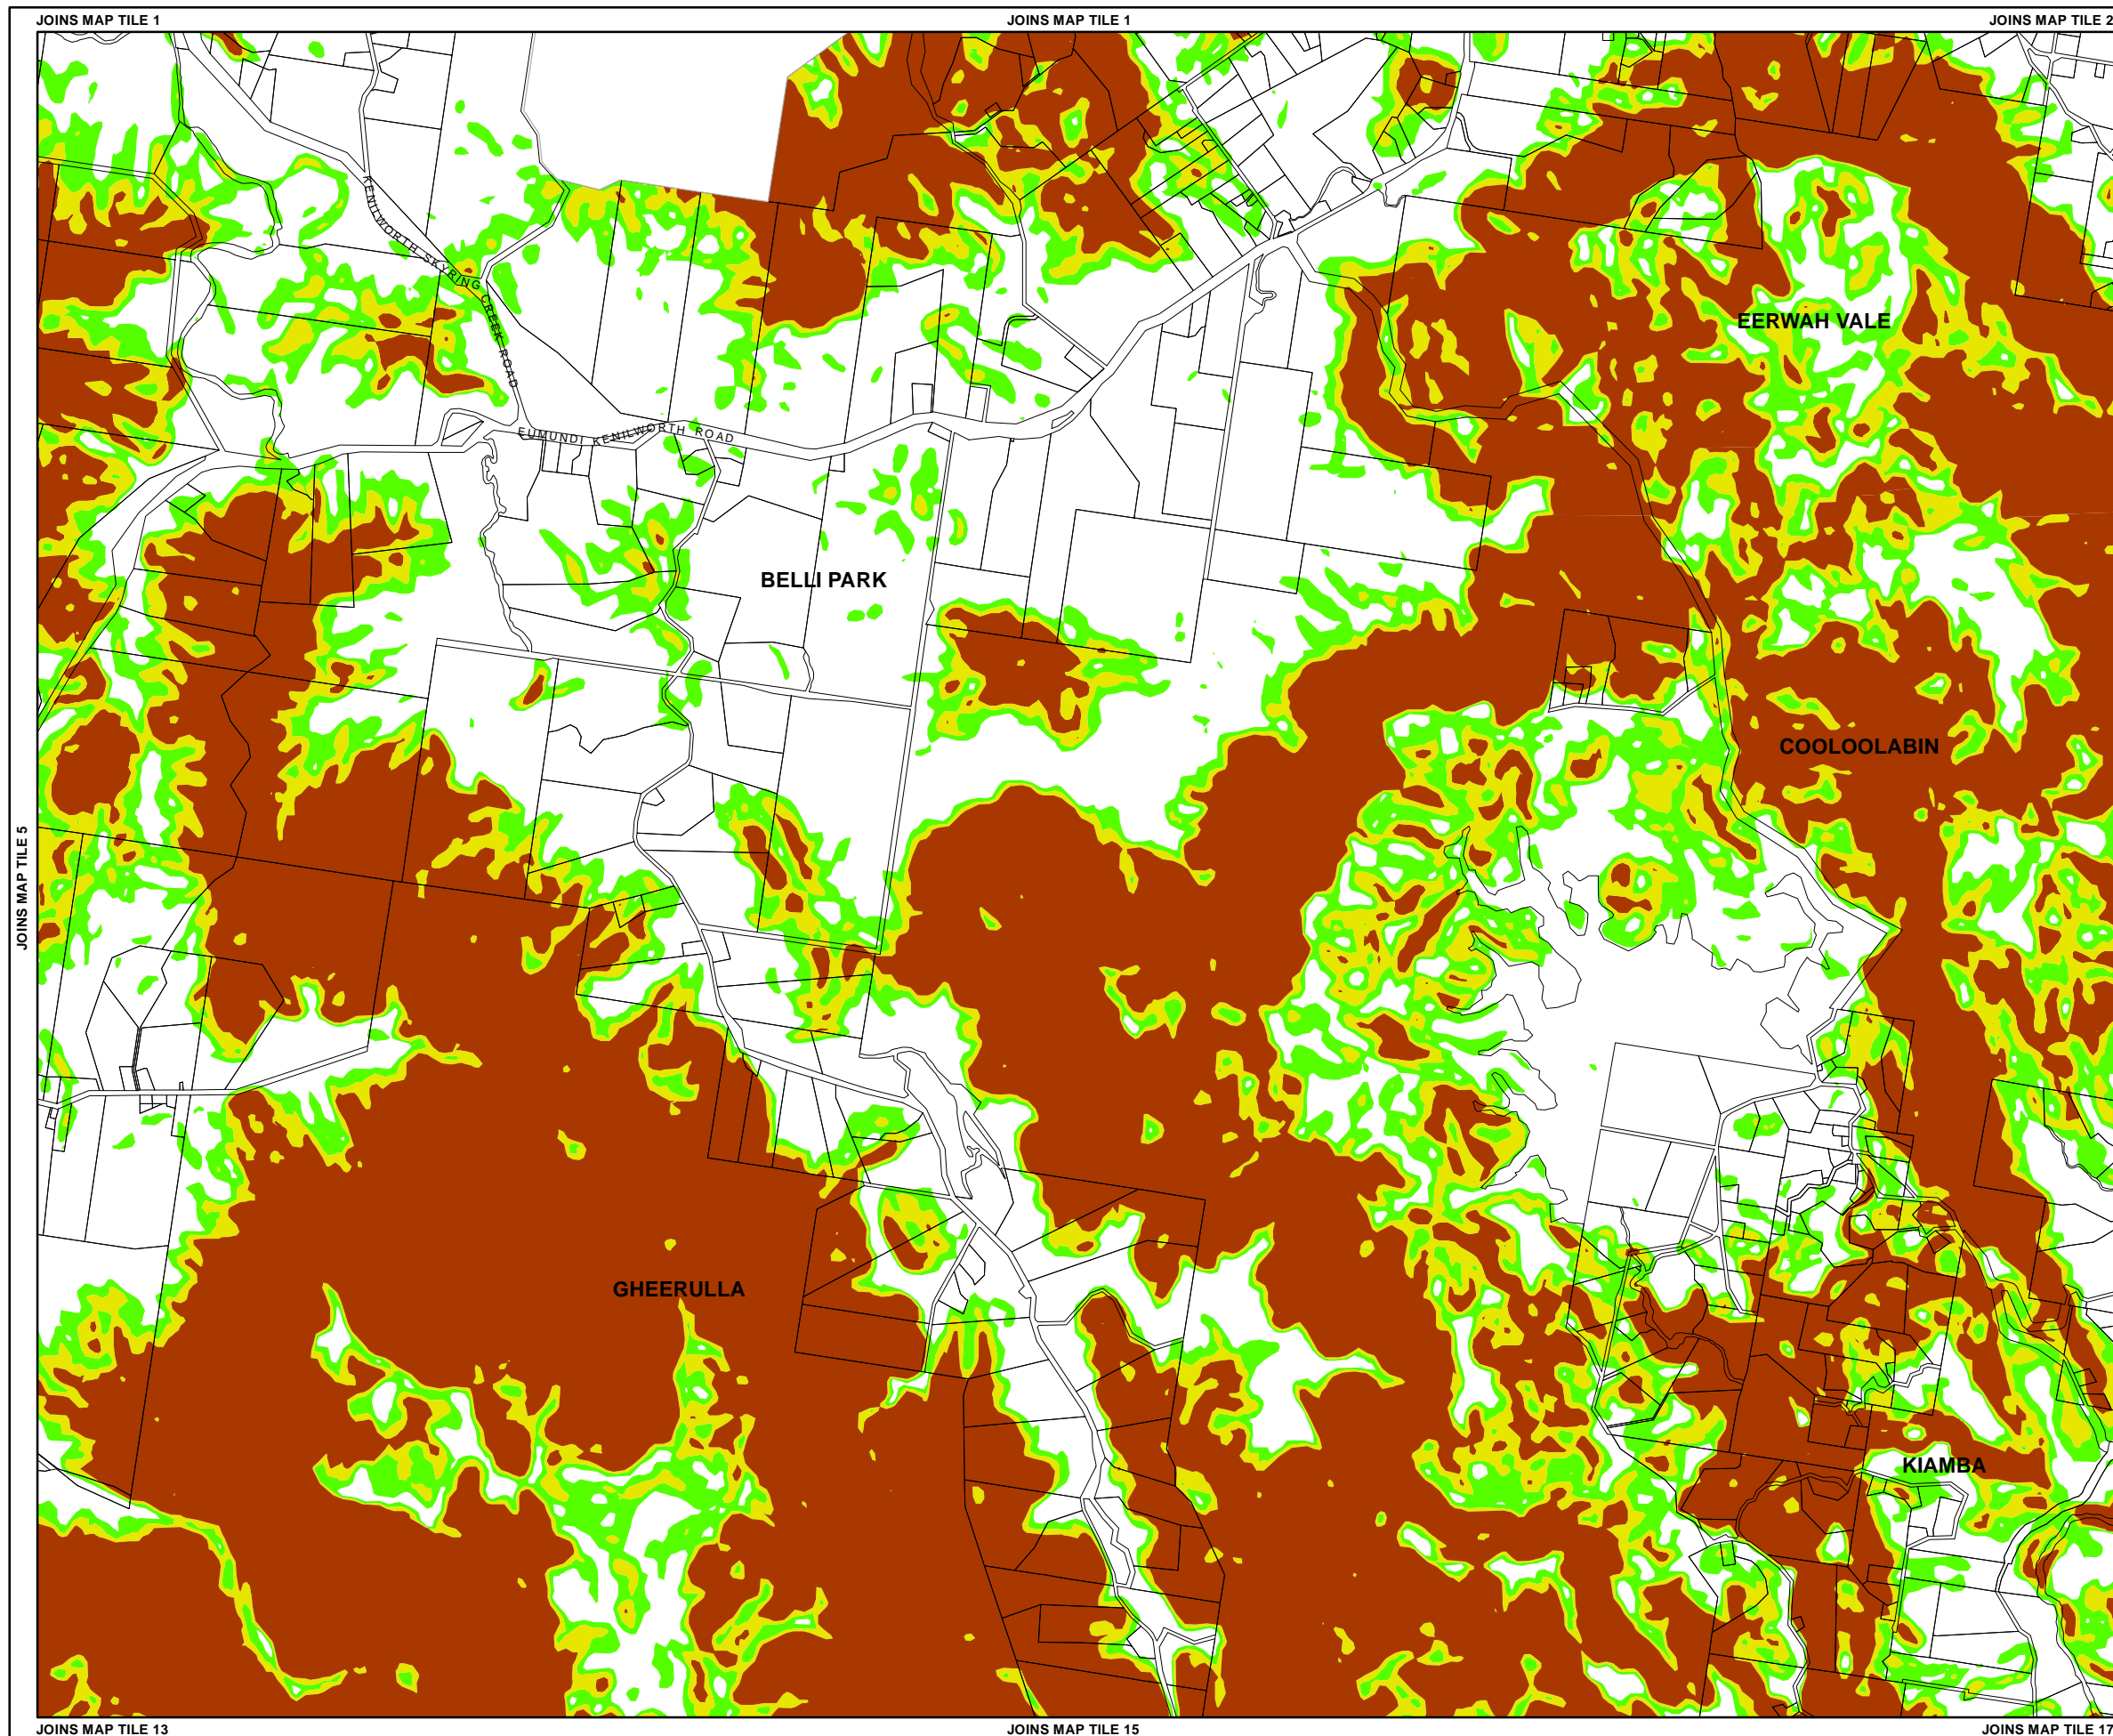 JOINS MAP TILE 1
JOINS MAP TILE 1
JOINS MAP TILE 2
KENILWORTH SKYRING CREEK ROAD
EERWAH VALE
EUMUNDI KENILWORTH ROAD
BELLI PARK
COOLOOLABIN
JOINS MAP TILE 5
GHEERULLA
KIAMBA
JOINS MAP TILE 13
JOINS MAP TILE 15
JOINS MAP TILE 17